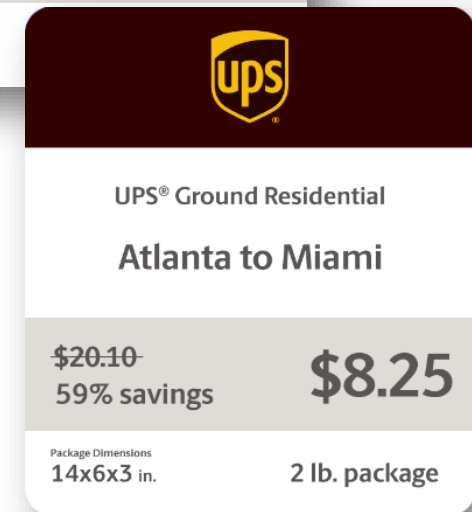 ups
UPS® Ground Residential
Atlanta to Miami
$20.10
59% savings
$8.25
Package Dimensions
14x6x3 in.
2 lb. package